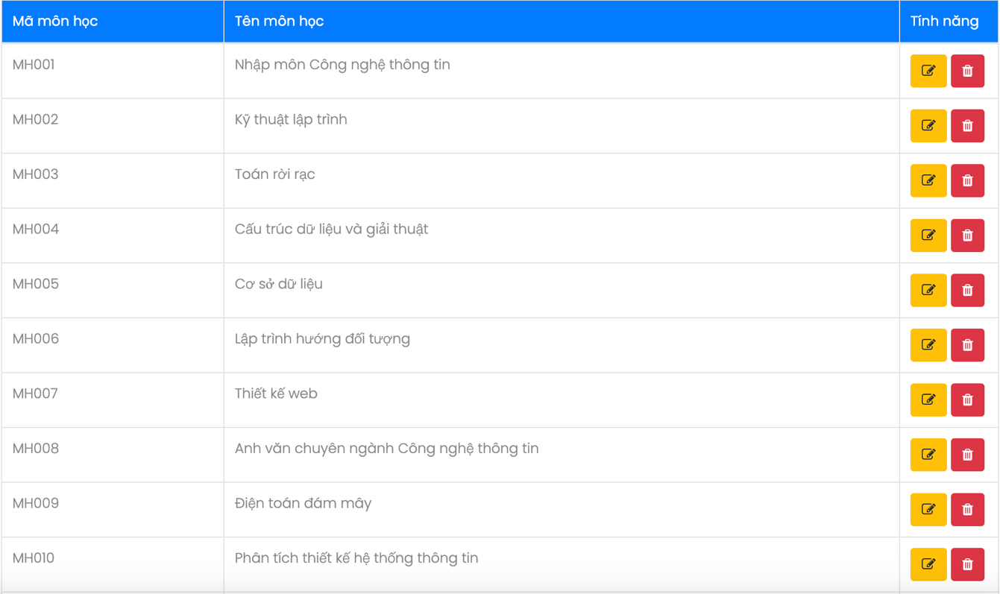 Mã môn học Tên môn học Tính năng
MH001 Nhập môn Công nghệ thông tin
MH002 Kỹ thuật lập trình
MH003 Toán rời rạc
MH004 Cấu trúc dữ liệu và giải thuật
MH005 Cơ sở dữ liệu
MH006 Lập trình hướng đối tượng
MH007 Thiết kế web
MH008 Anh văn chuyên ngành Công nghệ thông tin
MH009 Điện toán đám mây
MH010 Phân tích thiết kế hệ thống thông tin